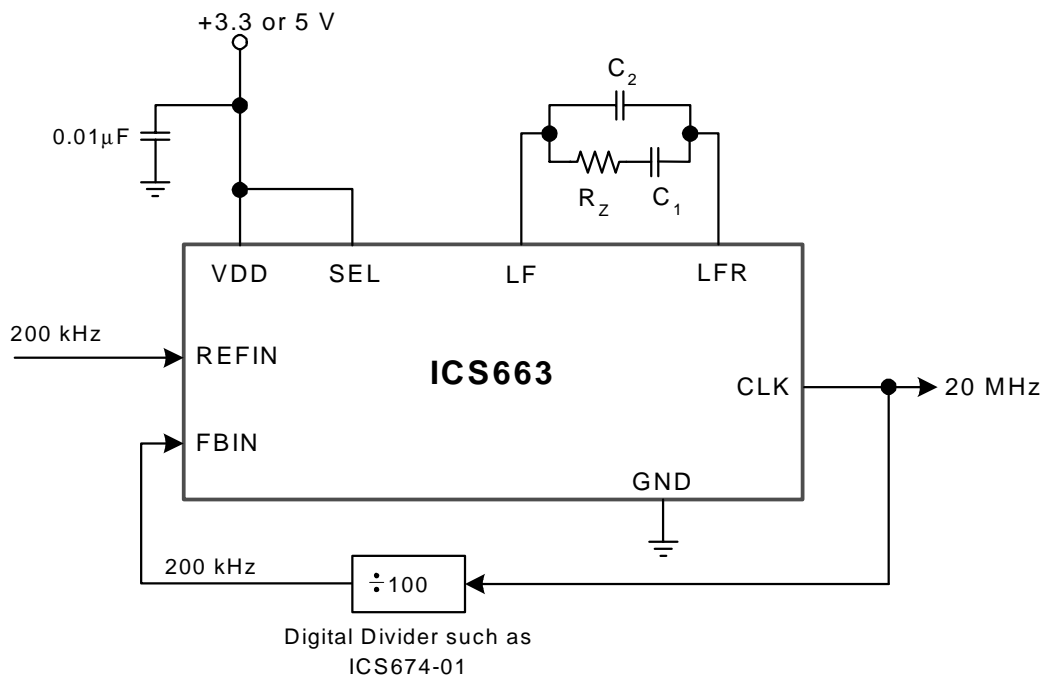 +3.3 or 5 V
C2
0.01μF
RZ
C1
VDD
SEL
LF
LFR
200 kHz
REFIN
ICS663
CLK
20 MHz
FBIN
GND
200 kHz
÷100
Digital Divider such as
ICS674-01